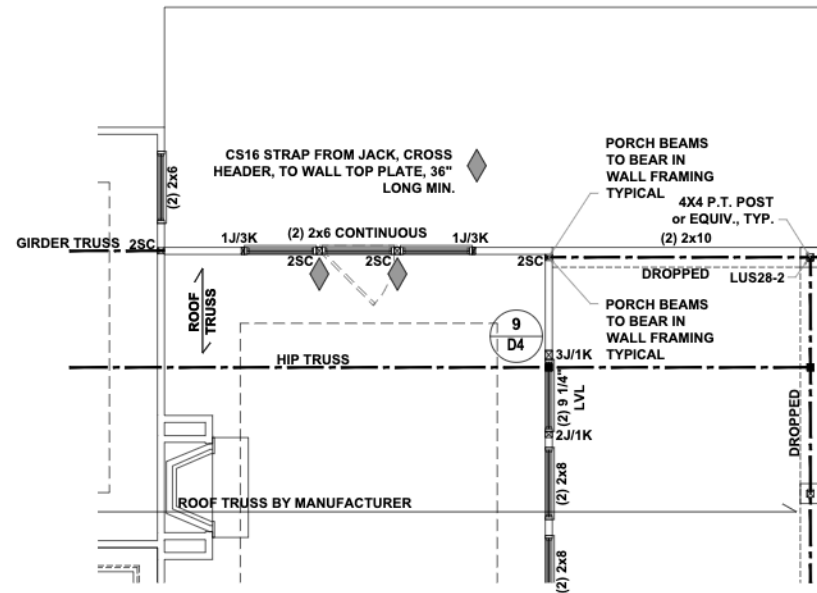 CS16 STRAP FROM JACK, CROSS
HEADER, TO WALL TOP PLATE, 36"
LONG MIN.
PORCH BEAMS
TO BEAR IN
WALL FRAMING
TYPICAL
4X4 P.T. POST
or EQUIV., TYP.
(2) 2x6
GIRDER TRUSS
2SC
1J/3K
(2) 2x6 CONTINUOUS
1J/3K
(2) 2x10
2SC
2SC
2SC
DROPPED
LUS28-2
ROOF
TRUSS
PORCH BEAMS
TO BEAR IN
WALL FRAMING
TYPICAL
9
D4
HIP TRUSS
3J/1K
(2) 9 1/4"
LVL
2J/1K
DROPPED
(2) 2x8
ROOF TRUSS BY MANUFACTURER
(2) 2x8